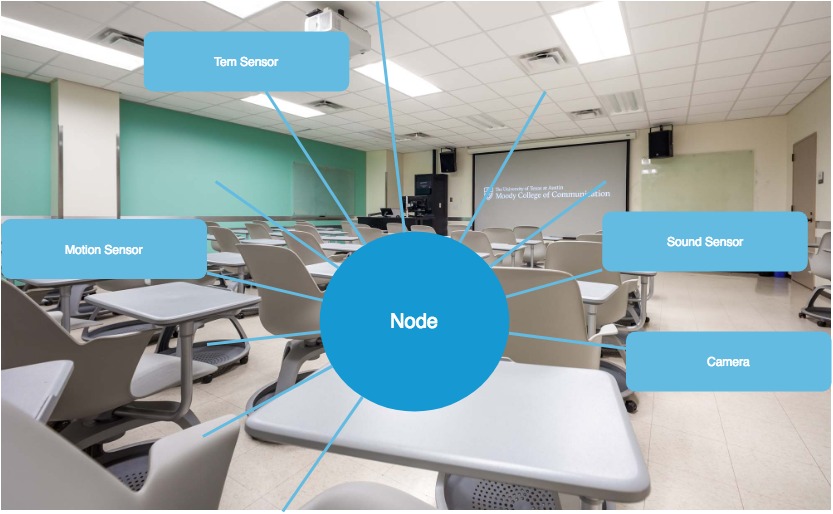 Tem Sensor
The University of Texas at Austin
Moody College of Communication
Motion Sensor
Sound Sensor
Node
Camera